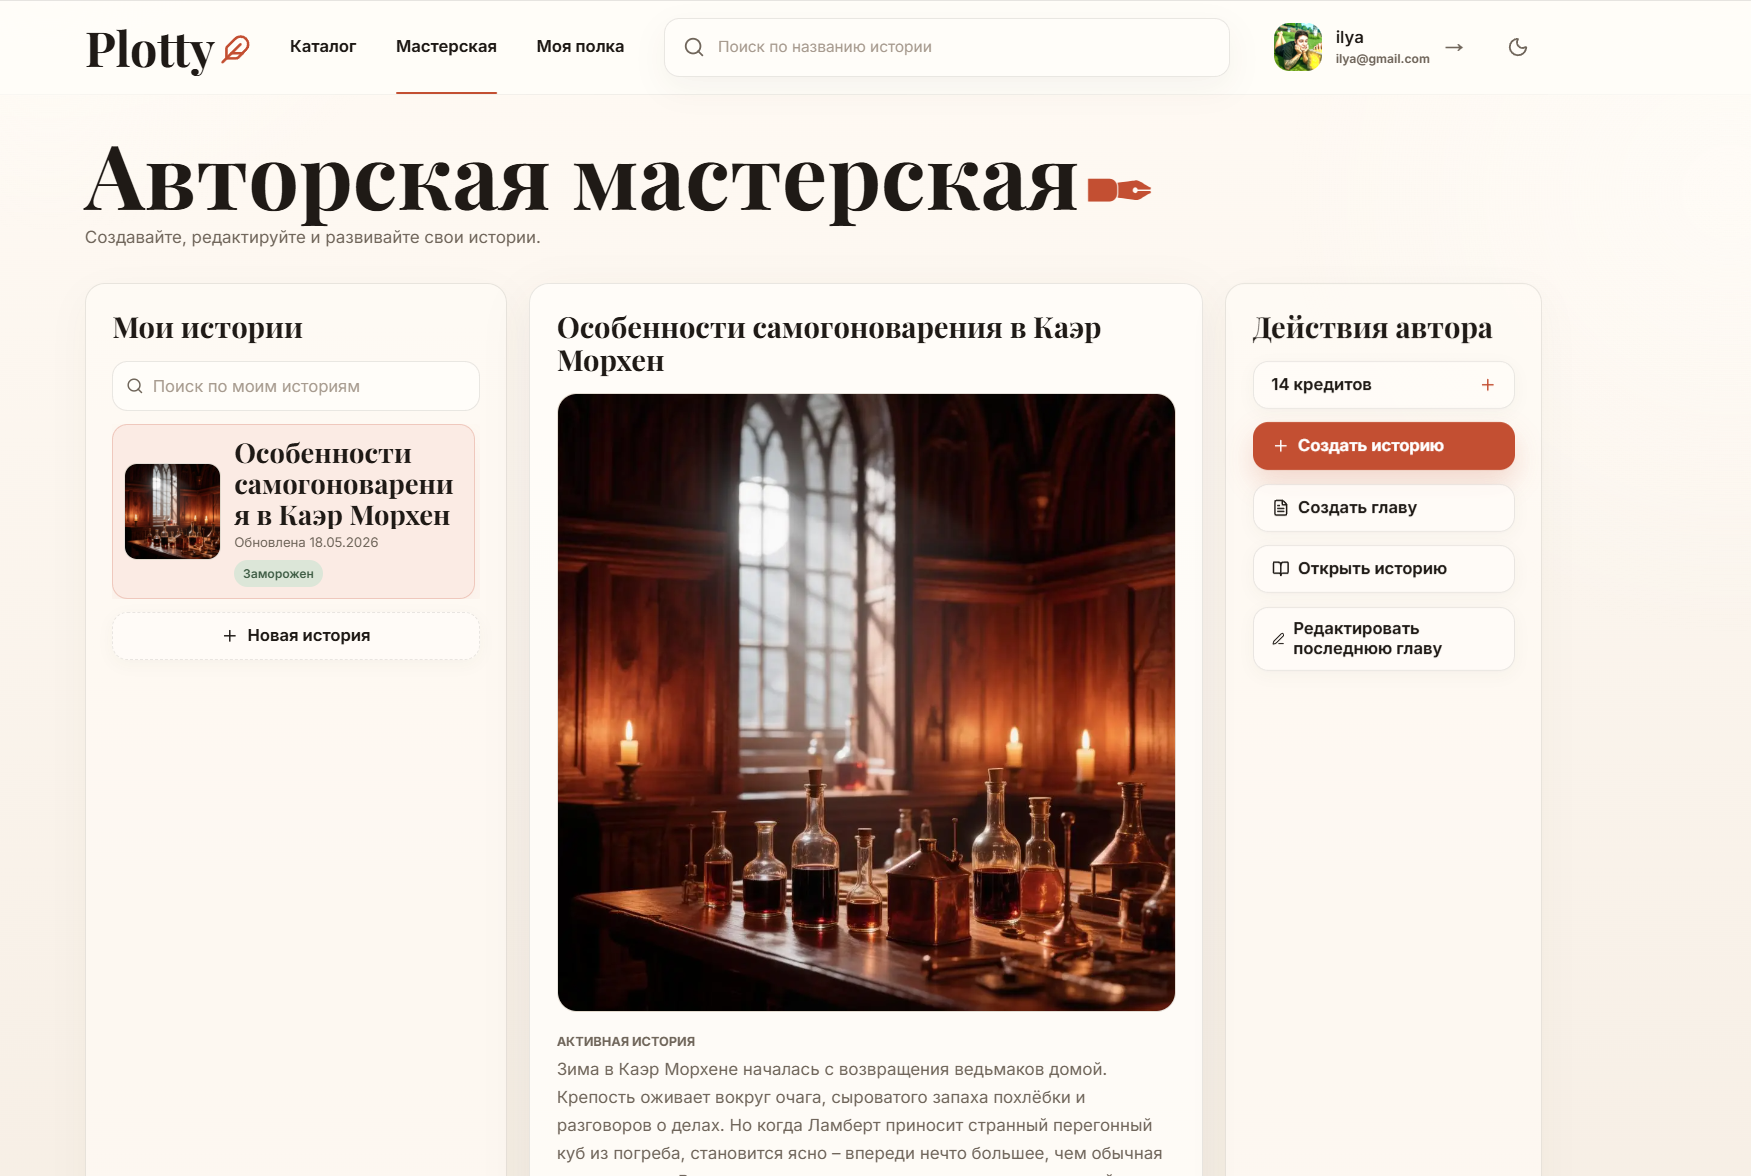 Plotty
Каталог
Мастерская
Моя полка
Поиск по названию истории
ilya
ilya@gmail.com
Авторская мастерская
Создавайте, редактируйте и развивайте свои истории.
Мои истории
Поиск по моим историям
Особенности
самогоноварени
я в Каэр Морхен
Обновлена 18.05.2026
Заморожен
Новая история
Особенности самогоноварения в Каэр
Морхен
АКТИВНАЯ ИСТОРИЯ
Зима в Каэр Морхене началась с возвращения ведьмаков домой.
Крепость оживает вокруг очага, сыроватого запаха похлёбки и
разговоров о делах. Но когда Ламберт приносит странный перегонный
куб из погреба, становится ясно – впереди нечто большее, чем обычная
Действия автора
14 кредитов
Создать историю
Создать главу
Открыть историю
Редактировать
последнюю главу